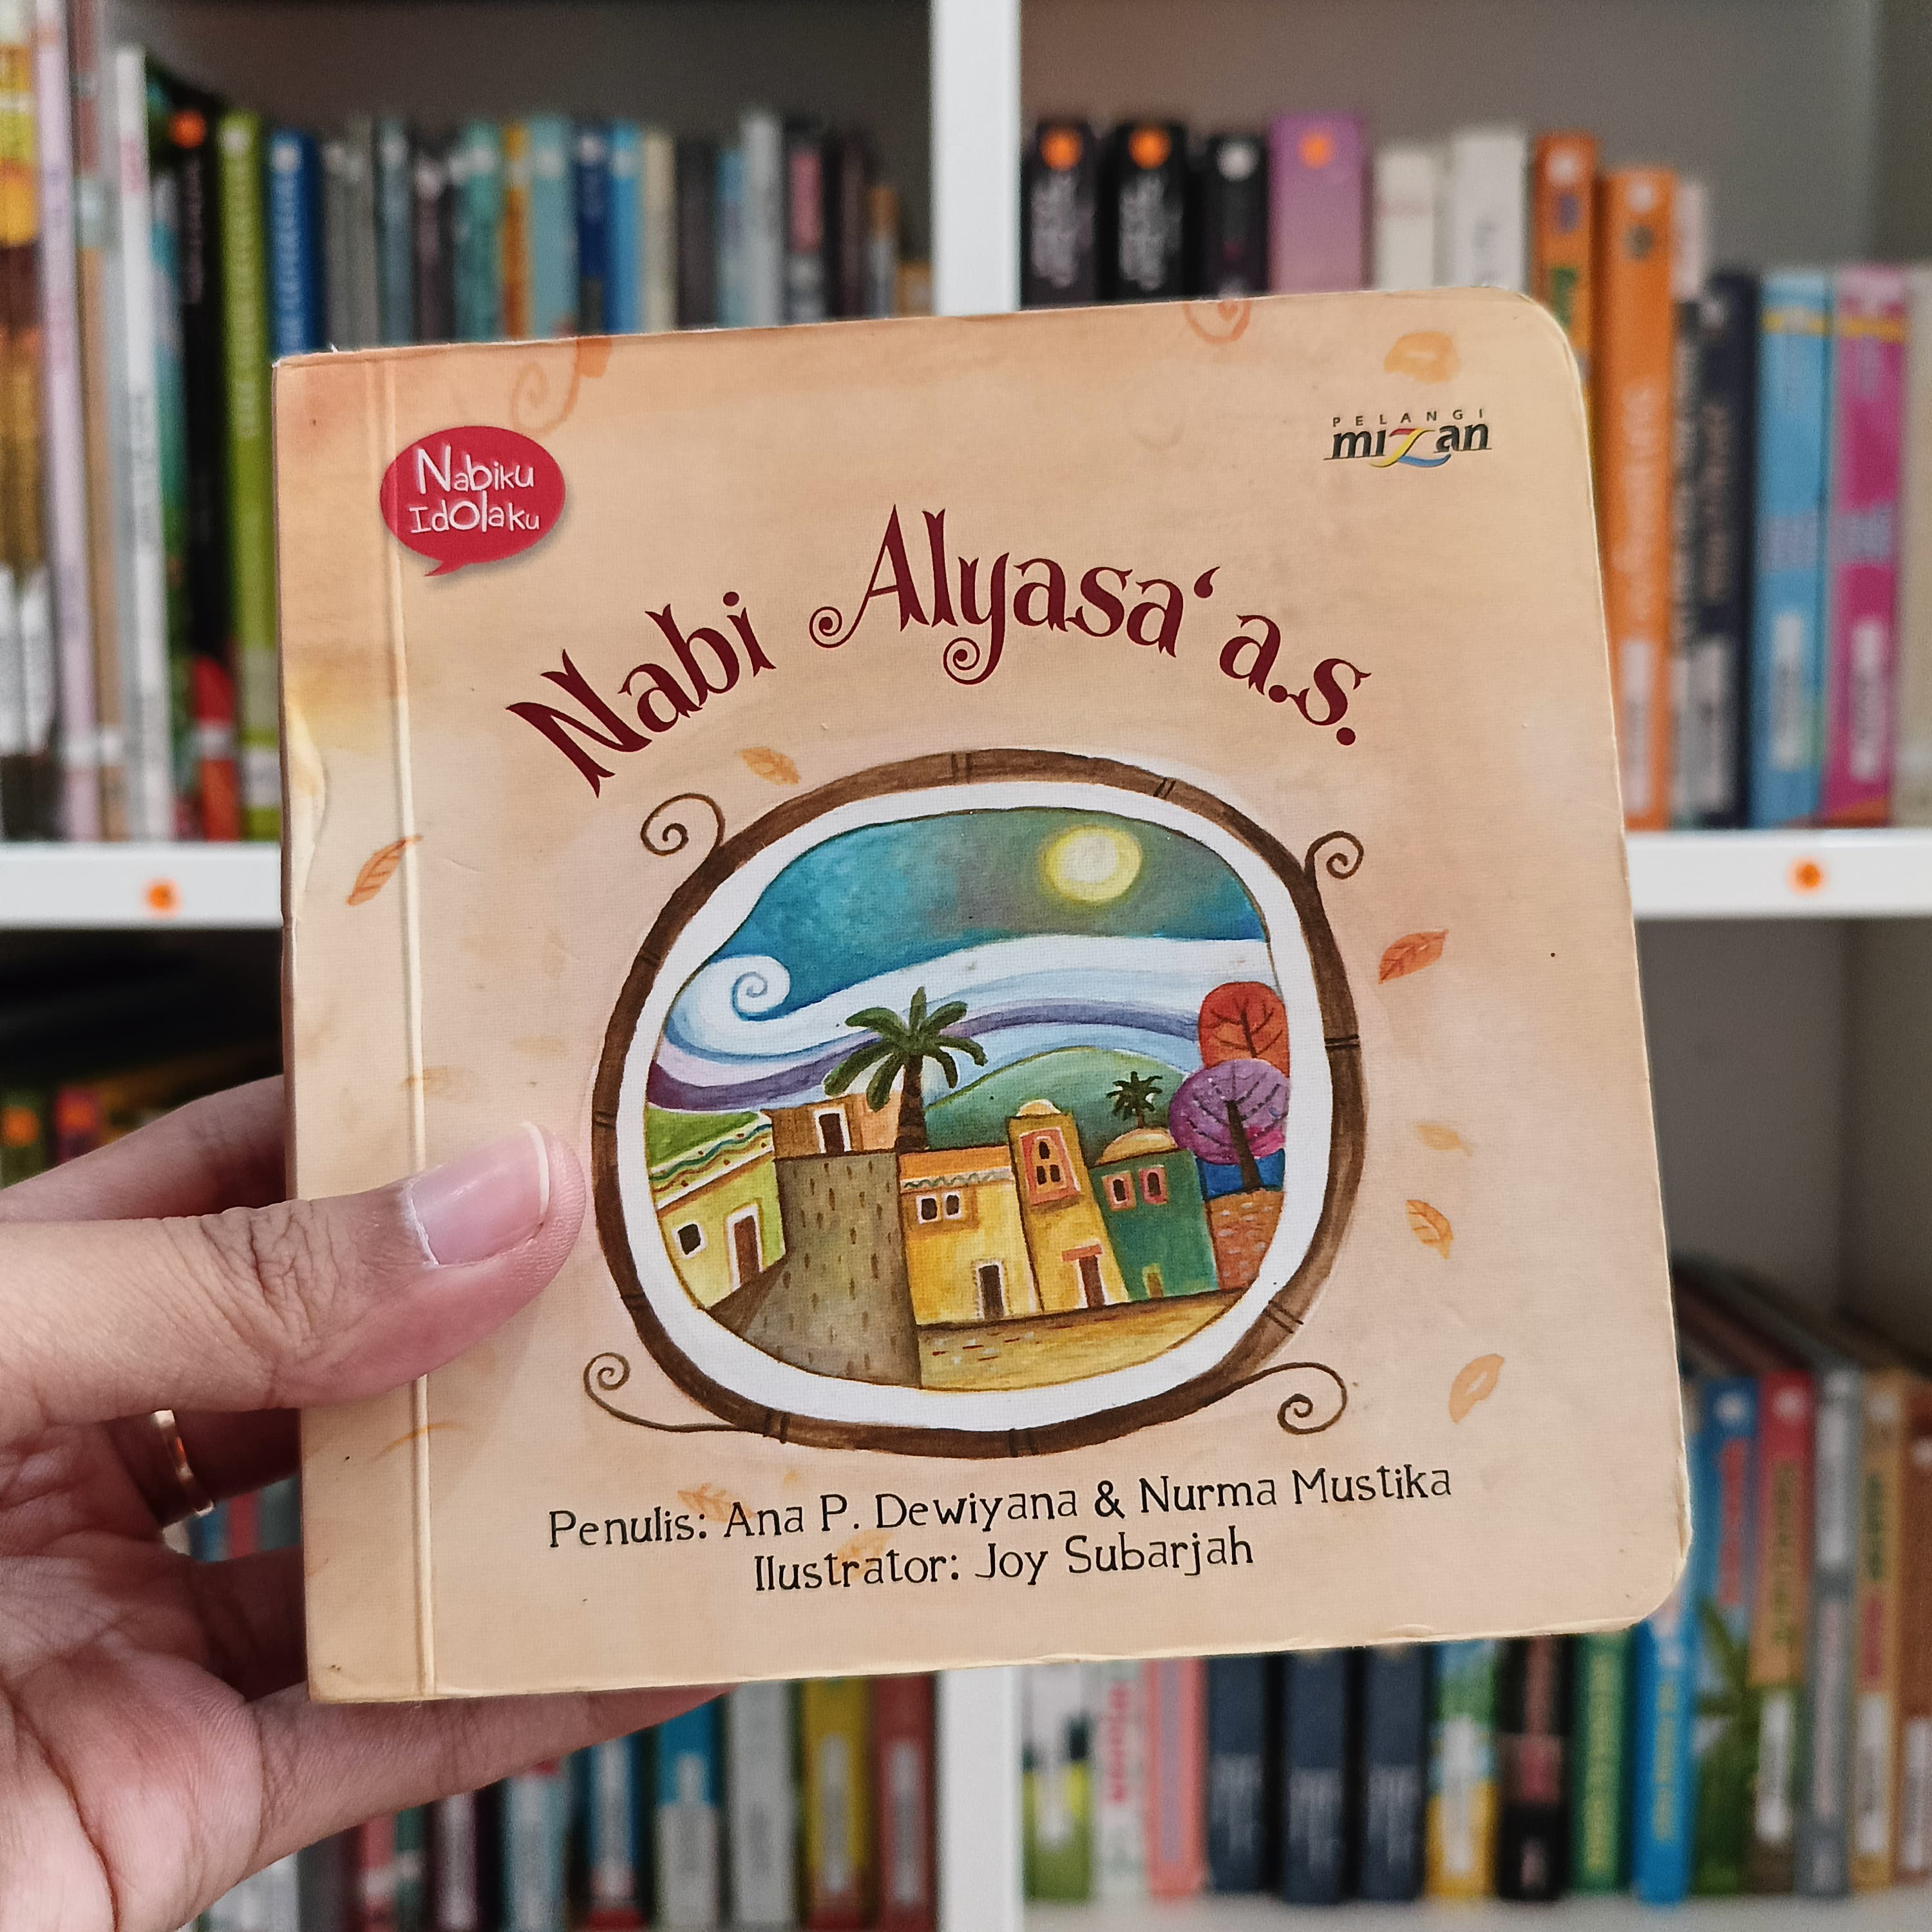 Nabiku
Idolaku
PELANGI
mizan
Nabi Alyasa‘ a.s.
Penulis: Ana P. Dewiyana & Nurma Mustika
Ilustrator: Joy Subarjah